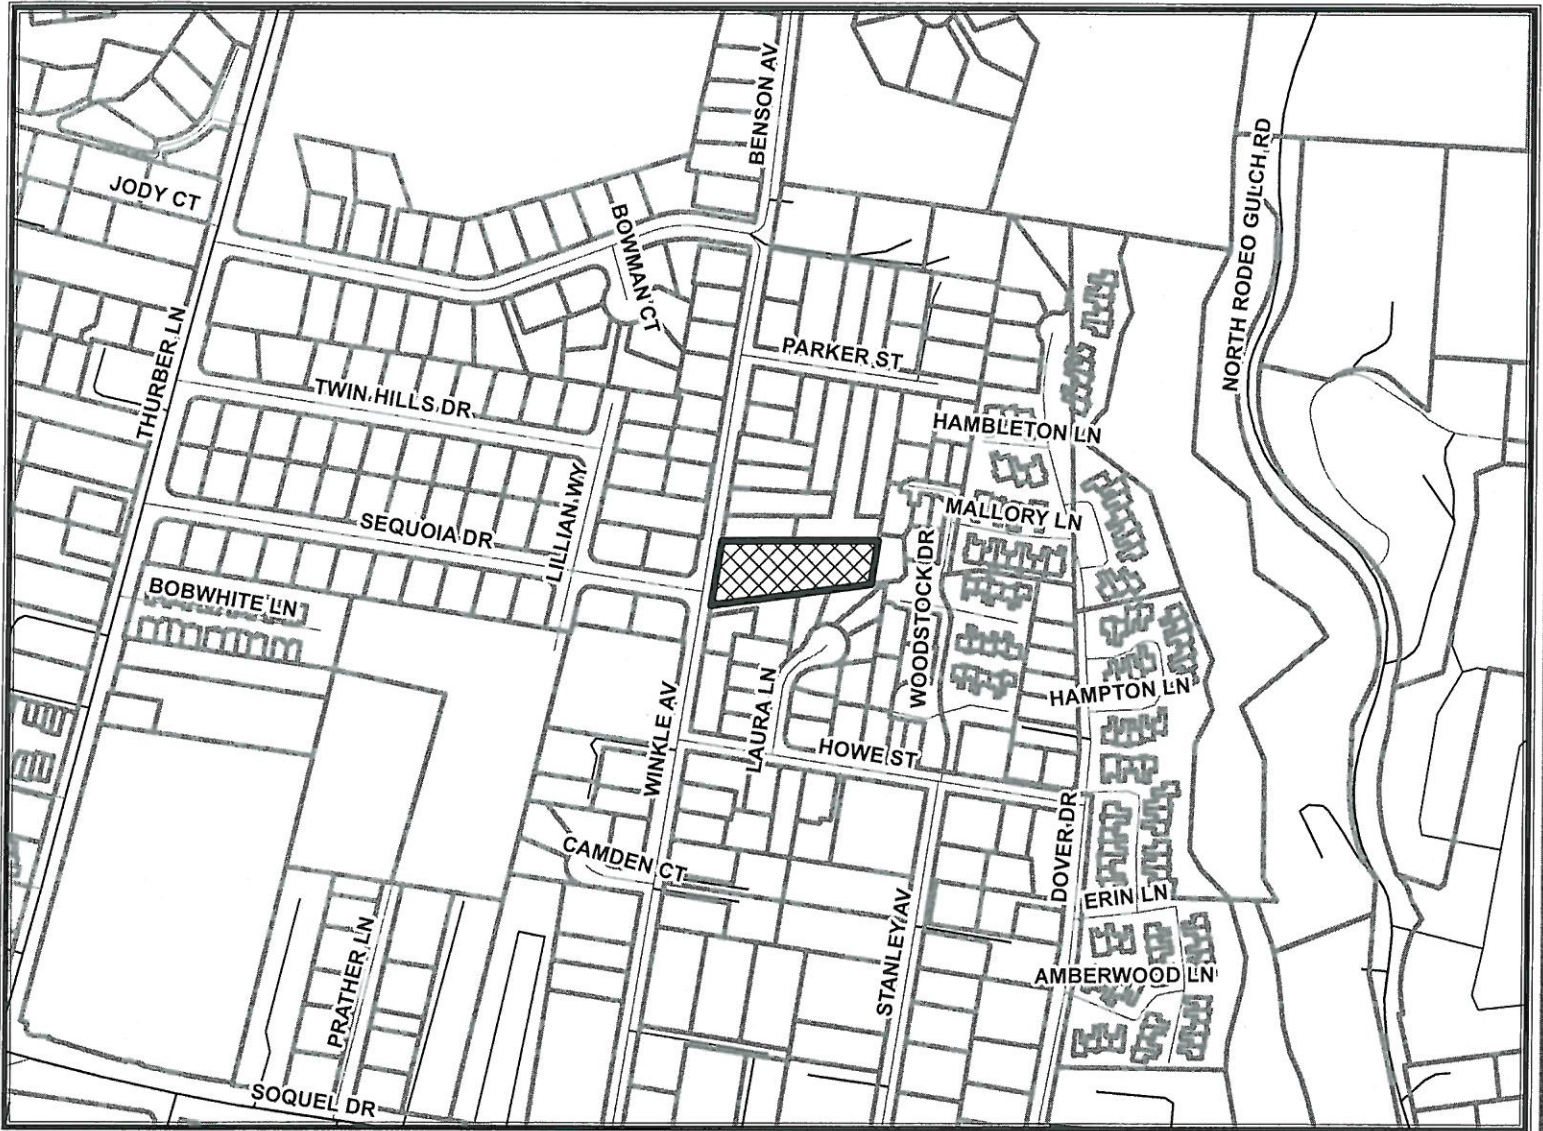 BENSON AV
JODY CT
NORTH RODEO GULCH RD
BOWMAN CT
THURBER LN
PARKER ST
TWIN HILLS DR
HAMBLETON LN
MALLORY LN
SEQUOIA DR
LILLIAN WY
WOODSTOCK DR
BOBWHITE LN
HAMPTON LN
LAURA LN
WINKLE AV
HOWE ST
CAMDEN CT
DOVER DR
ERIN LN
STANLEY AV
PRATHER LN
AMBERWOOD LN
SOQUEL DR